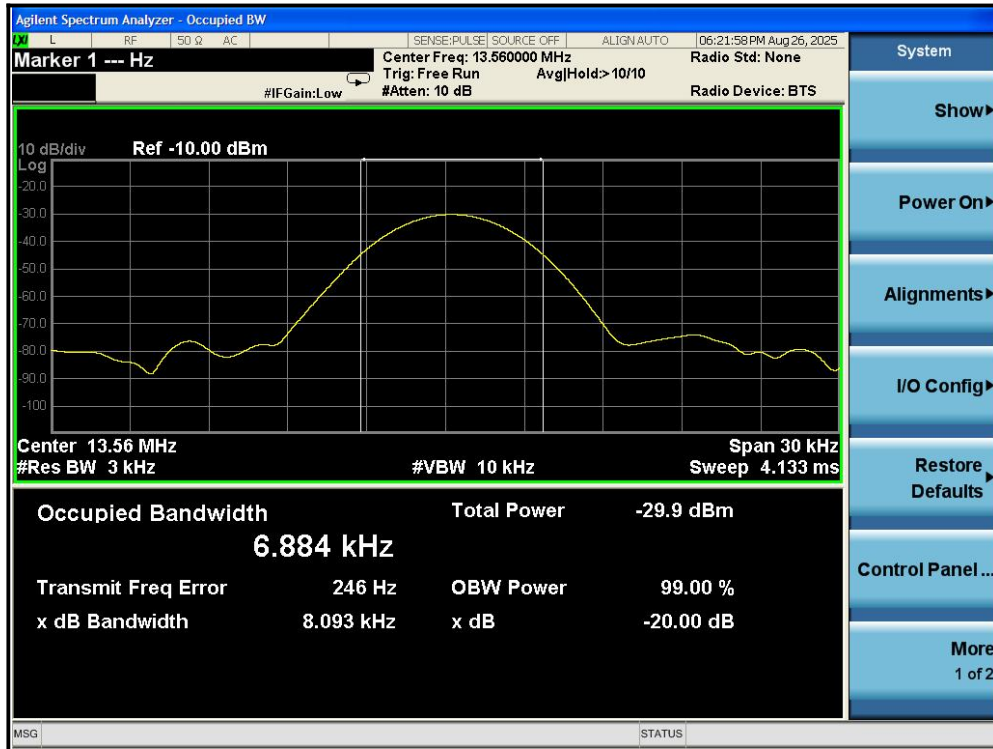 Agilent Spectrum Analyzer - Occupied BW
LXI L RF 50 Ω AC SENSE:PULSE SOURCE OFF ALIGN AUTO 06:21:58 PM Aug 26, 2025
Marker 1 --- Hz
Center Freq: 13.560000 MHz
Radio Std: None
Trig: Free Run Avg|Hold:>10/10
#IFGain:Low #Atten: 10 dB Radio Device: BTS
10 dB/div Ref -10.00 dBm
Log
-20.0
-30.0
-40.0
-50.0
-60.0
-70.0
-80.0
-90.0
-100
Center 13.56 MHz Span 30 kHz
#Res BW 3 kHz #VBW 10 kHz Sweep 4.133 ms
Occupied Bandwidth Total Power -29.9 dBm
6.884 kHz
Transmit Freq Error 246 Hz OBW Power 99.00 %
x dB Bandwidth 8.093 kHz x dB -20.00 dB
MSG STATUS
System
Show
Power On
Alignments
I/O Config
Restore
Defaults
Control Panel ...
More
1 of 2